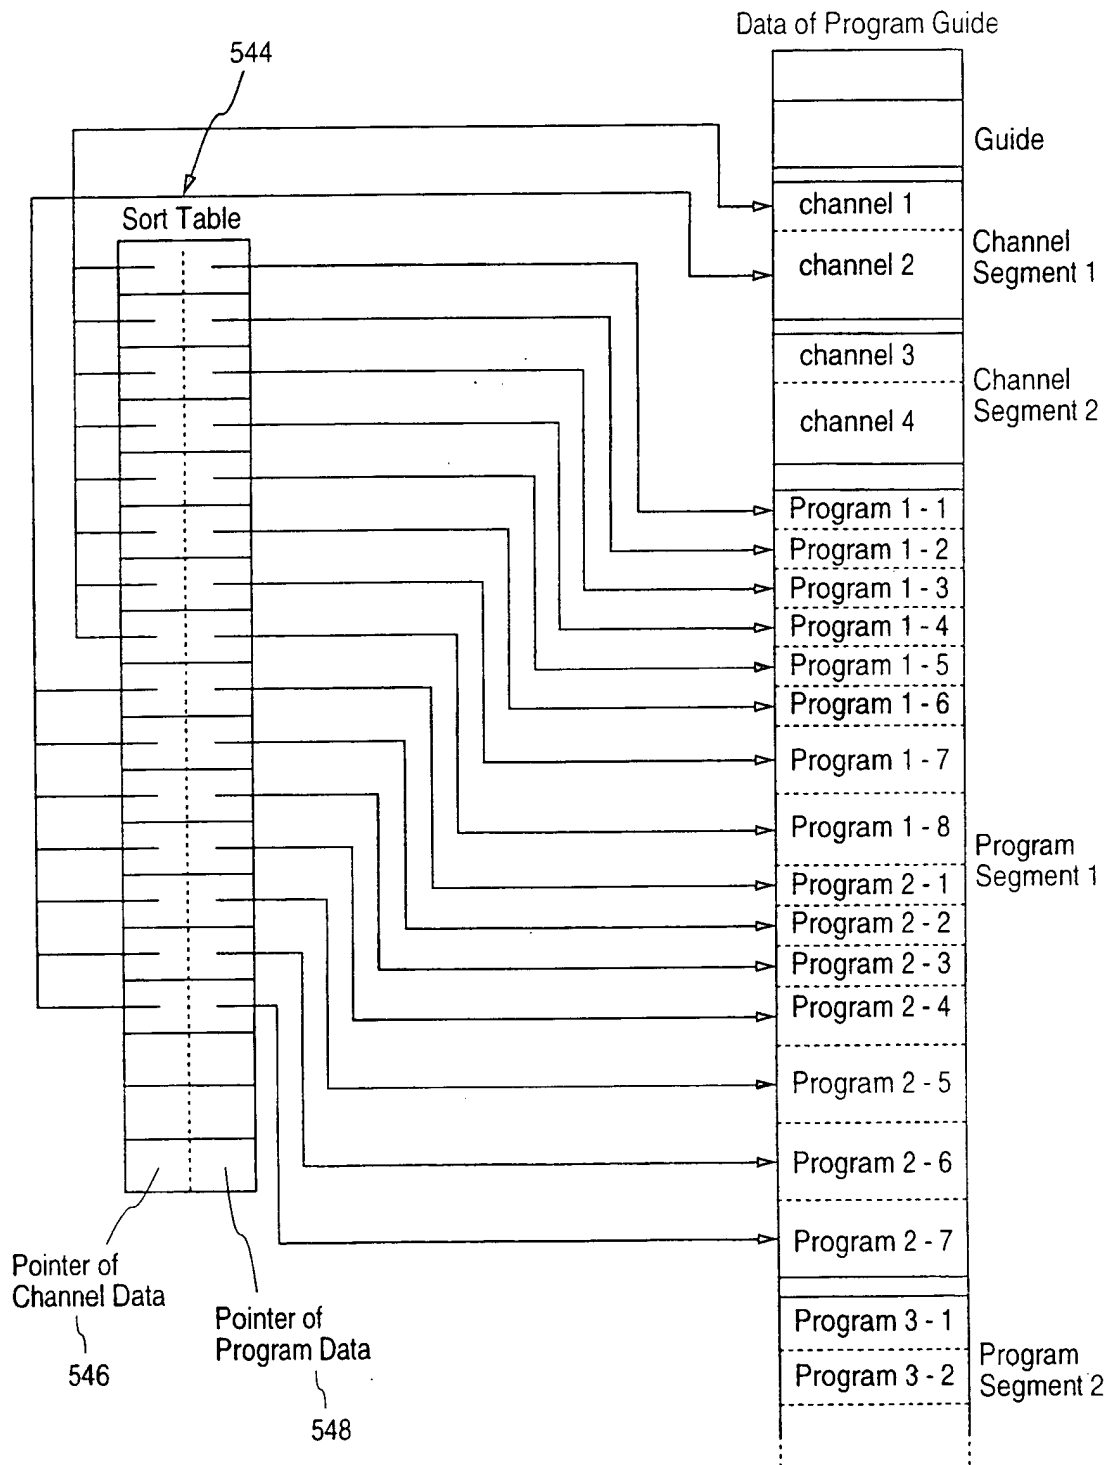 Data of Program Guide
544
Guide
Sort Table
channel 1
channel 2
Channel
Segment 1
channel 3
channel 4
Channel
Segment 2
Program 1 - 1
Program 1 - 2
Program 1 - 3
Program 1 - 4
Program 1 - 5
Program 1 - 6
Program 1 - 7
Program 1 - 8
Program 2 - 1
Program 2 - 2
Program 2 - 3
Program 2 - 4
Program 2 - 5
Program 2 - 6
Program 2 - 7
Program
Segment 1
Pointer of
Channel Data
546
Pointer of
Program Data
548
Program 3 - 1
Program 3 - 2
Program
Segment 2